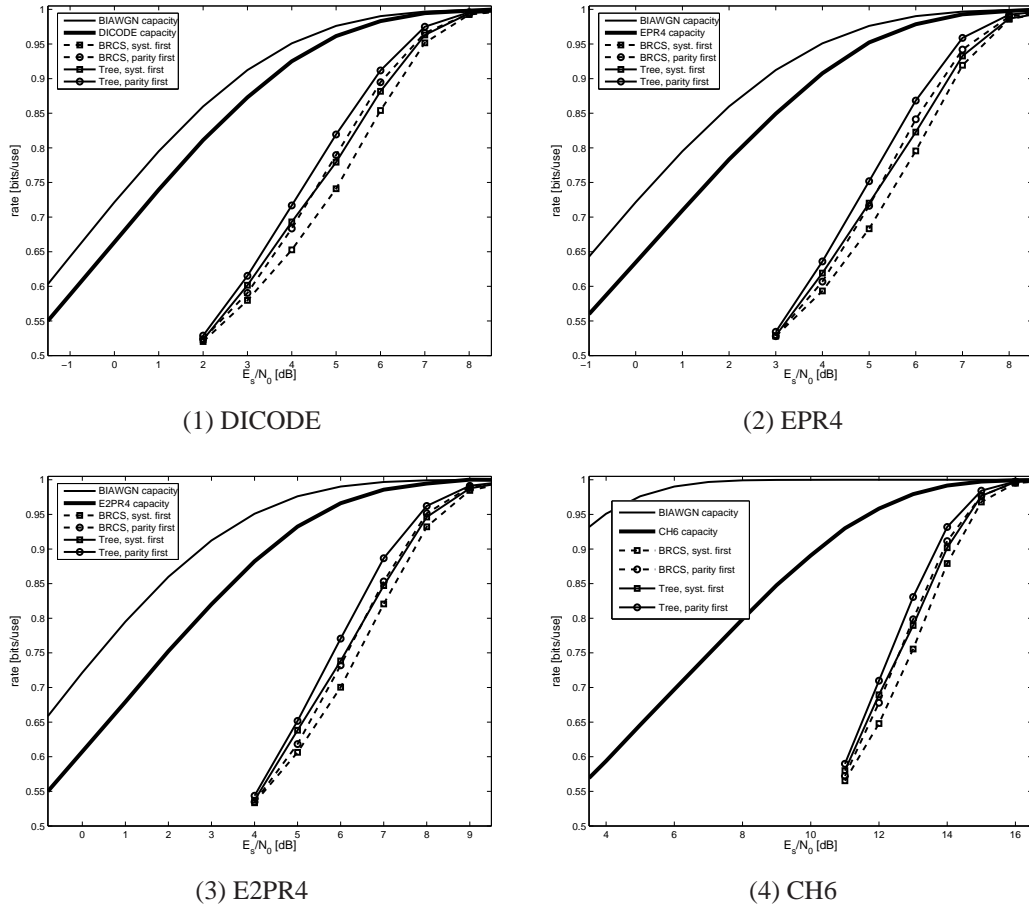 BIAWGN capacity
DICODE capacity
BRCS, syst. first
BRCS, parity first
Tree, syst. first
Tree, parity first
rate [bits/use]
1
0.95
0.9
0.85
0.8
0.75
0.7
0.65
0.6
0.55
0.5
−1 0 1 2 3 4 5 6 7 8
E_s/N_0 [dB]
(1) DICODE
BIAWGN capacity
EPR4 capacity
BRCS, syst. first
BRCS, parity first
Tree, syst. first
Tree, parity first
rate [bits/use]
1
0.95
0.9
0.85
0.8
0.75
0.7
0.65
0.6
0.55
0.5
−1 0 1 2 3 4 5 6 7 8
E_s/N_0 [dB]
(2) EPR4
BIAWGN capacity
E2PR4 capacity
BRCS, syst. first
BRCS, parity first
Tree, syst. first
Tree, parity first
rate [bits/use]
1
0.95
0.9
0.85
0.8
0.75
0.7
0.65
0.6
0.55
0.5
0 1 2 3 4 5 6 7 8 9
E_s/N_0 [dB]
(3) E2PR4
BIAWGN capacity
CH6 capacity
BRCS, syst. first
BRCS, parity first
Tree, syst. first
Tree, parity first
rate [bits/use]
1
0.95
0.9
0.85
0.8
0.75
0.7
0.65
0.6
0.55
0.5
4 6 8 10 12 14 16
E_s/N_0 [dB]
(4) CH6